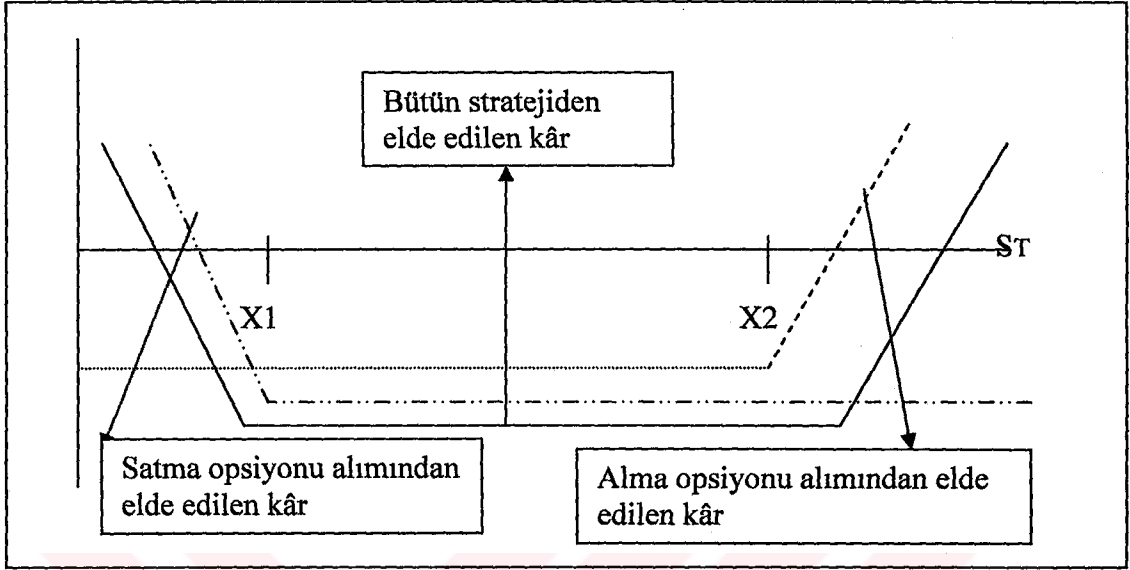 Bütün stratejiden
elde edilen kâr
ST
X1
X2
Satma opsiyonu alımından
elde edilen kâr
Alma opsiyonu alımından elde
edilen kâr